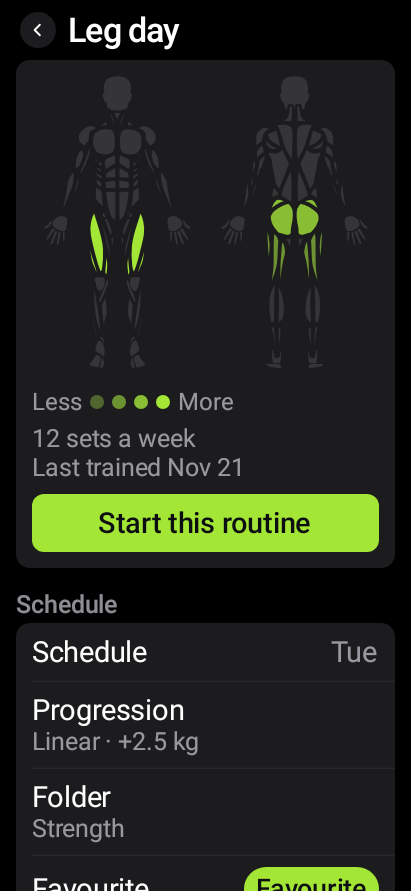 Leg day
Less More
12 sets a week
Last trained Nov 21
Start this routine
Schedule
Schedule Tue
Progression
Linear · +2.5 kg
Folder
Strength
Favourite Favourite